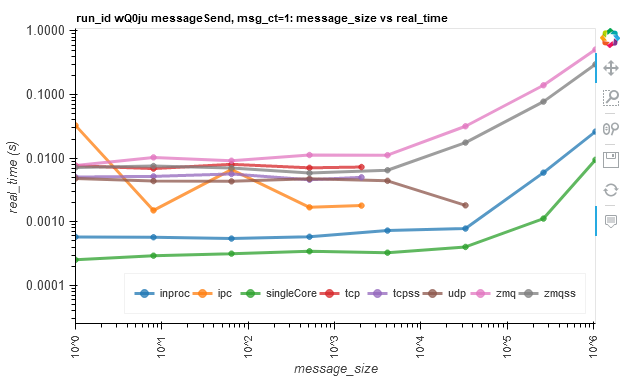 run_id wQ0ju messageSend, msg_ct=1: message_size vs real_time
1.0000
0.1000
0.0100
0.0010
0.0001
real_time (s)
inproc ipc singleCore tcp tcpss udp zmq zmqss
10^0 10^1 10^2 10^3 10^4 10^5 10^6
message_size